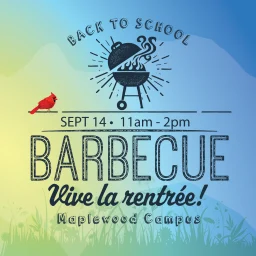 BACK TO SCHOOL
SEPT 14 • 11am - 2pm
BARBECUE
Vive la rentrée!
Maplewood Campus